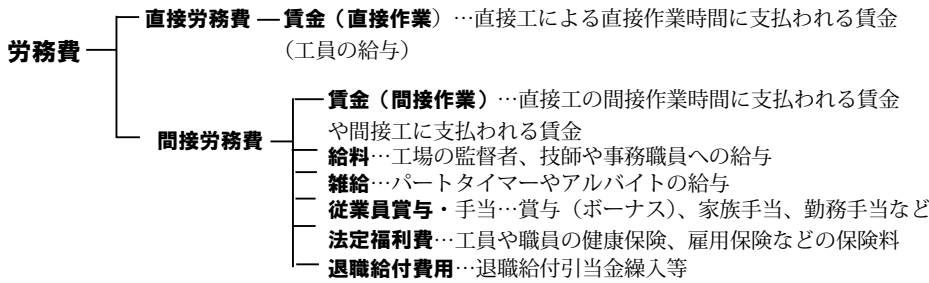 直接労務費
賃金（直接作業）…直接工による直接作業時間に支払われる賃金
（工員の給与）
労務費
間接労務費
賃金（間接作業）…直接工の間接作業時間に支払われる賃金
や間接工に支払われる賃金
給料…工場の監督者、技師や事務職員への給与
雑給…パートタイマーやアルバイトの給与
従業員賞与・手当…賞与（ボーナス）、家族手当、勤務手当など
法定福利費…工員や職員の健康保険、雇用保険などの保険料
退職給付費用…退職給付引当金繰入等